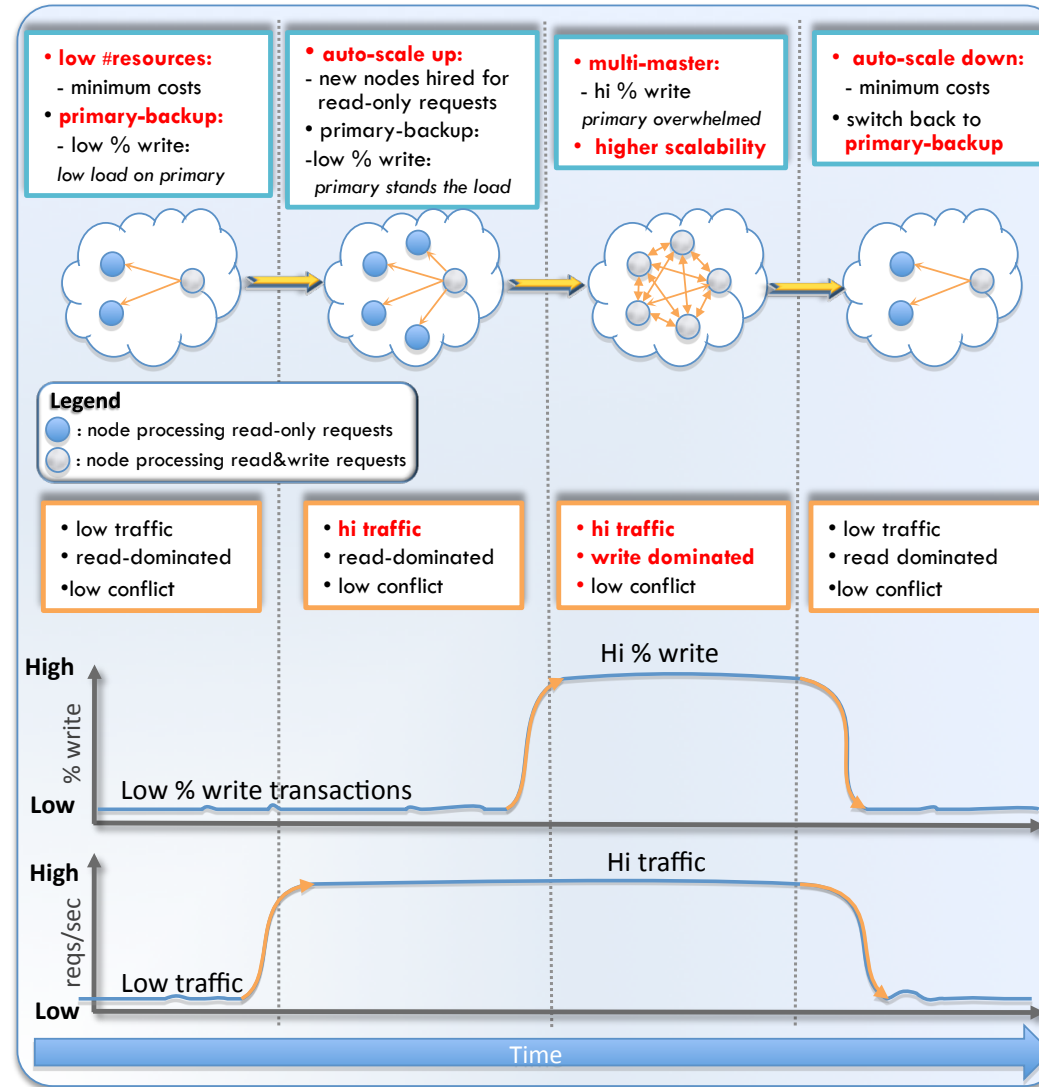 • low #resources:
- minimum costs
• primary-backup:
- low % write:
low load on primary
• auto-scale up:
- new nodes hired for
read-only requests
• primary-backup:
-low % write:
primary stands the load
• multi-master:
- hi % write
primary overwhelmed
• higher scalability
• auto-scale down:
- minimum costs
• switch back to
primary-backup
Legend
: node processing read-only requests
: node processing read&write requests
• low traffic
• read-dominated
•low conflict
• hi traffic
• read-dominated
• low conflict
• hi traffic
• write dominated
• low conflict
• low traffic
• read dominated
•low conflict
High
% write
Low
Low % write transactions
Hi % write
High
reqs/sec
Low
Low traffic
Hi traffic
Time